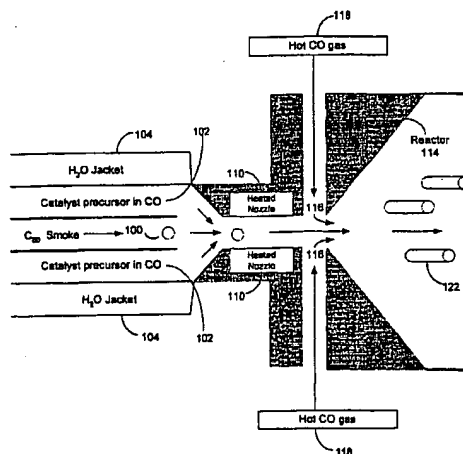 118
Hot CO gas
104
102
Reactor
114
110
H₂O Jacket
Heated
Nozzle
Catalyst precursor in CO
116
C₆₀ Smoke
100
116
Catalyst precursor in CO
Heated
Nozzle
122
H₂O Jacket
110
104
102
Hot CO gas
118